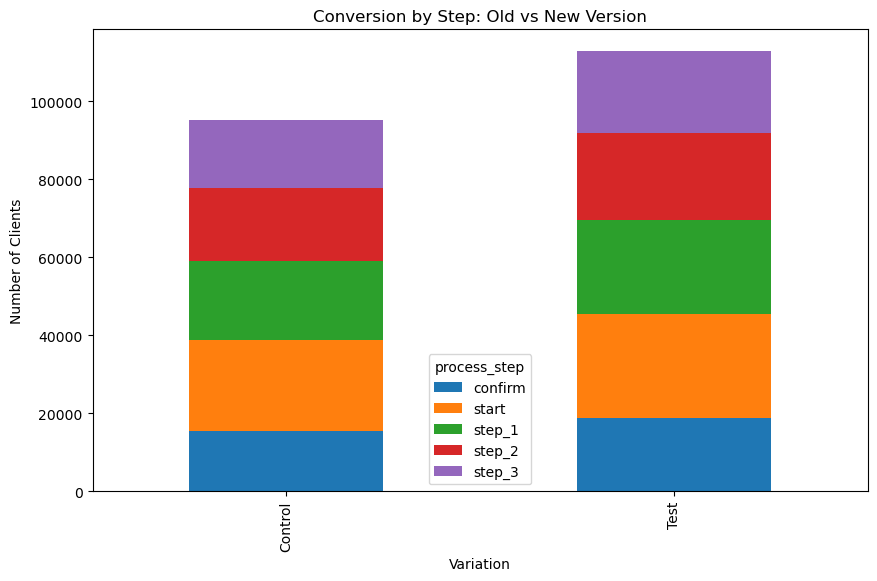 Conversion by Step: Old vs New Version
Number of Clients
100000
80000
60000
40000
20000
0
process_step
confirm
start
step_1
step_2
step_3
Control
Test
Variation